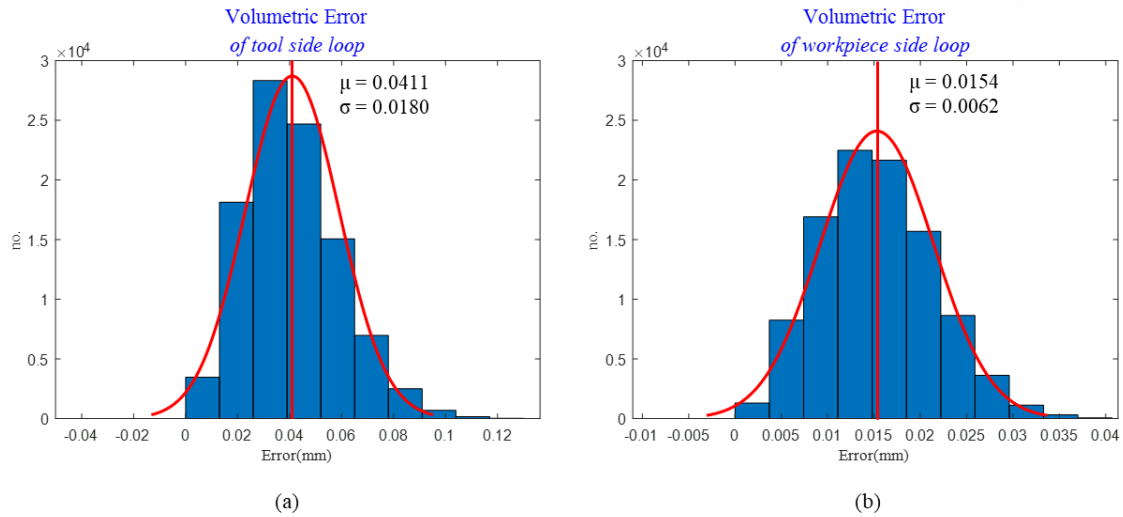 Volumetric Error
of tool side loop
×10⁴
3
2.5
2
1.5
1
0.5
0
no.
μ = 0.0411
σ = 0.0180
-0.04 -0.02 0 0.02 0.04 0.06 0.08 0.1 0.12
Error(mm)
(a)
Volumetric Error
of workpiece side loop
×10⁴
3
2.5
2
1.5
1
0.5
0
no.
μ = 0.0154
σ = 0.0062
-0.01 -0.005 0 0.005 0.01 0.015 0.02 0.025 0.03 0.035 0.04
Error(mm)
(b)